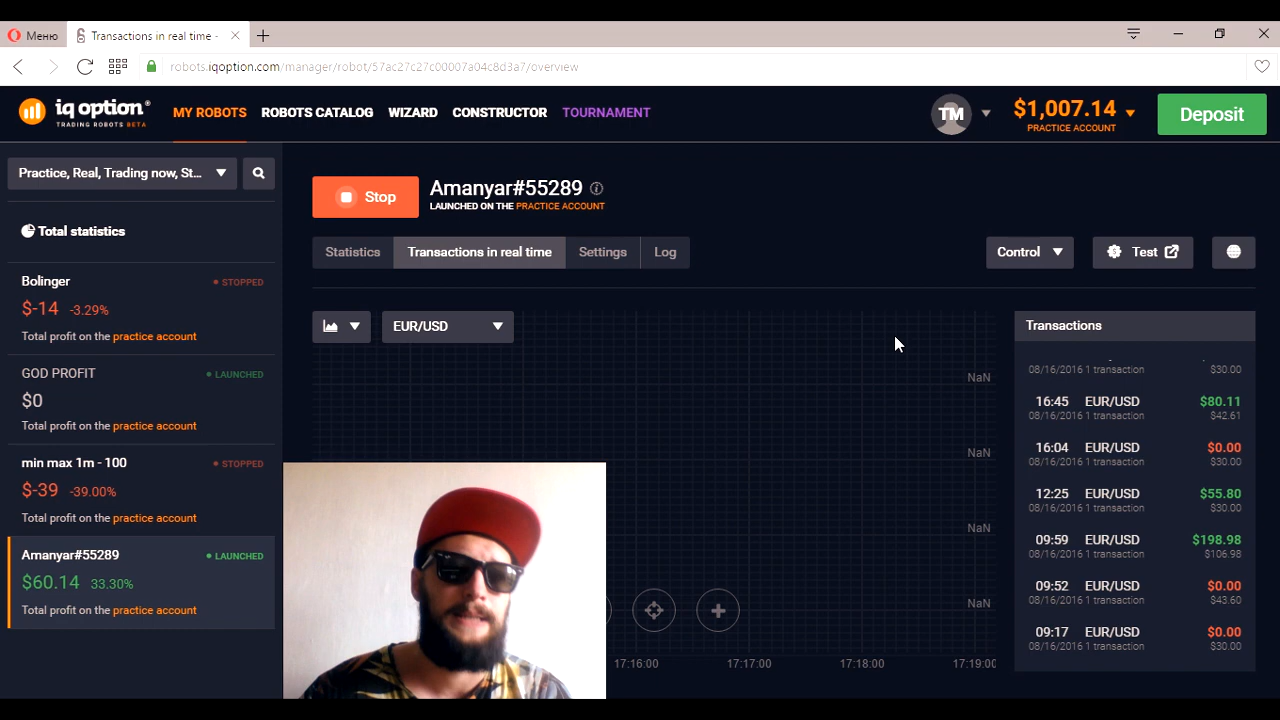 Меню
Transactions in real time -
robots.iqoption.com/manager/robot/57ac27c27c00007a04c8d3a7/overview
iq option®
TRADING ROBOTS BETA
MY ROBOTS
ROBOTS CATALOG
WIZARD
CONSTRUCTOR
TOURNAMENT
TM
$1,007.14
PRACTICE ACCOUNT
Deposit
Practice, Real, Trading now, St...
Total statistics
Bolinger
STOPPED
$-14 -3.29%
Total profit on the practice account
GOD PROFIT
LAUNCHED
$0
Total profit on the practice account
min max 1m - 100
STOPPED
$-39 -39.00%
Total profit on the practice account
Amanyar#55289
LAUNCHED
$60.14 33.30%
Total profit on the practice account
Stop
Amanyar#55289
LAUNCHED ON THE PRACTICE ACCOUNT
Statistics
Transactions in real time
Settings
Log
Control
Test
EUR/USD
NaN
NaN
NaN
NaN
17:16:00
17:17:00
17:18:00
17:19:00
Transactions
08/16/2016 1 transaction $30.00
16:45 EUR/USD $80.11
08/16/2016 1 transaction $42.61
16:04 EUR/USD $0.00
08/16/2016 1 transaction $30.00
12:25 EUR/USD $55.80
08/16/2016 1 transaction $30.00
09:59 EUR/USD $198.98
08/16/2016 1 transaction $106.98
09:52 EUR/USD $0.00
08/16/2016 1 transaction $43.60
09:17 EUR/USD $0.00
08/16/2016 1 transaction $30.00